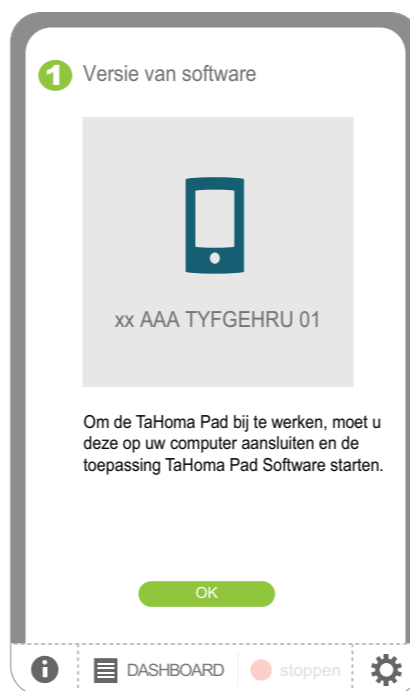 1 Versie van software
xx AAA TYFGEHRU 01
Om de TaHoma Pad bij te werken, moet u
deze op uw computer aansluiten en de
toepassing TaHoma Pad Software starten.
OK
i DASHBOARD stoppen